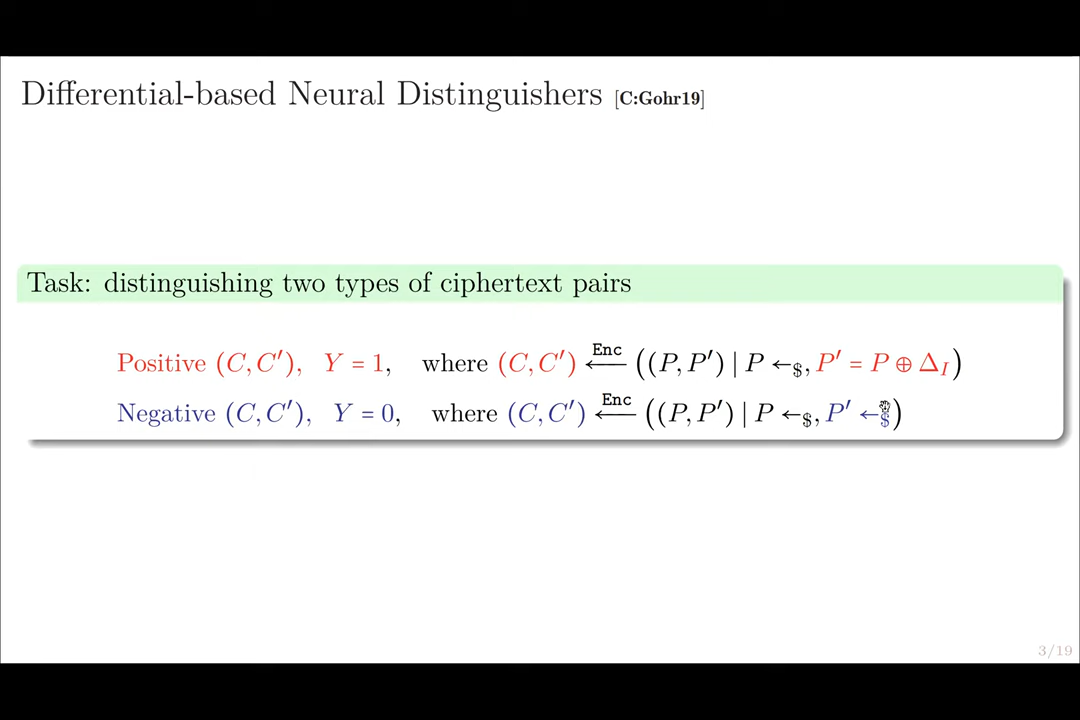 Differential-based Neural Distinguishers [C:Gohr19]
Task: distinguishing two types of ciphertext pairs
Positive (C, C′), Y = 1, where (C, C′) ⟵Enc ((P, P′) | P ←$, P′ = P ⊕ Δ_I)
Negative (C, C′), Y = 0, where (C, C′) ⟵Enc ((P, P′) | P ←$, P′ ←$)
3/19